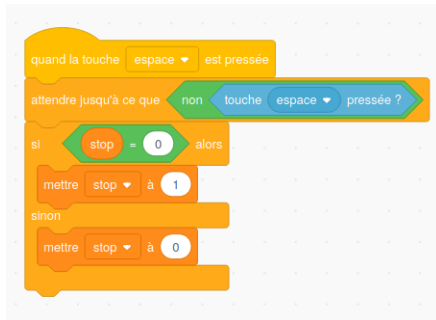 quand la touche espace est pressée
attendre jusqu'à ce que non touche espace pressée ?
si stop = 0 alors
mettre stop à 1
sinon
mettre stop à 0